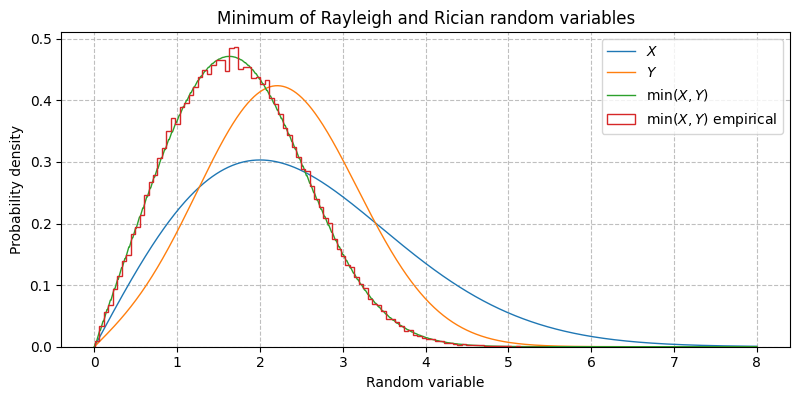 Minimum of Rayleigh and Rician random variables
Probability density
0.5
0.4
0.3
0.2
0.1
0.0
0 1 2 3 4 5 6 7 8
Random variable
X
Y
min(X, Y)
min(X, Y) empirical